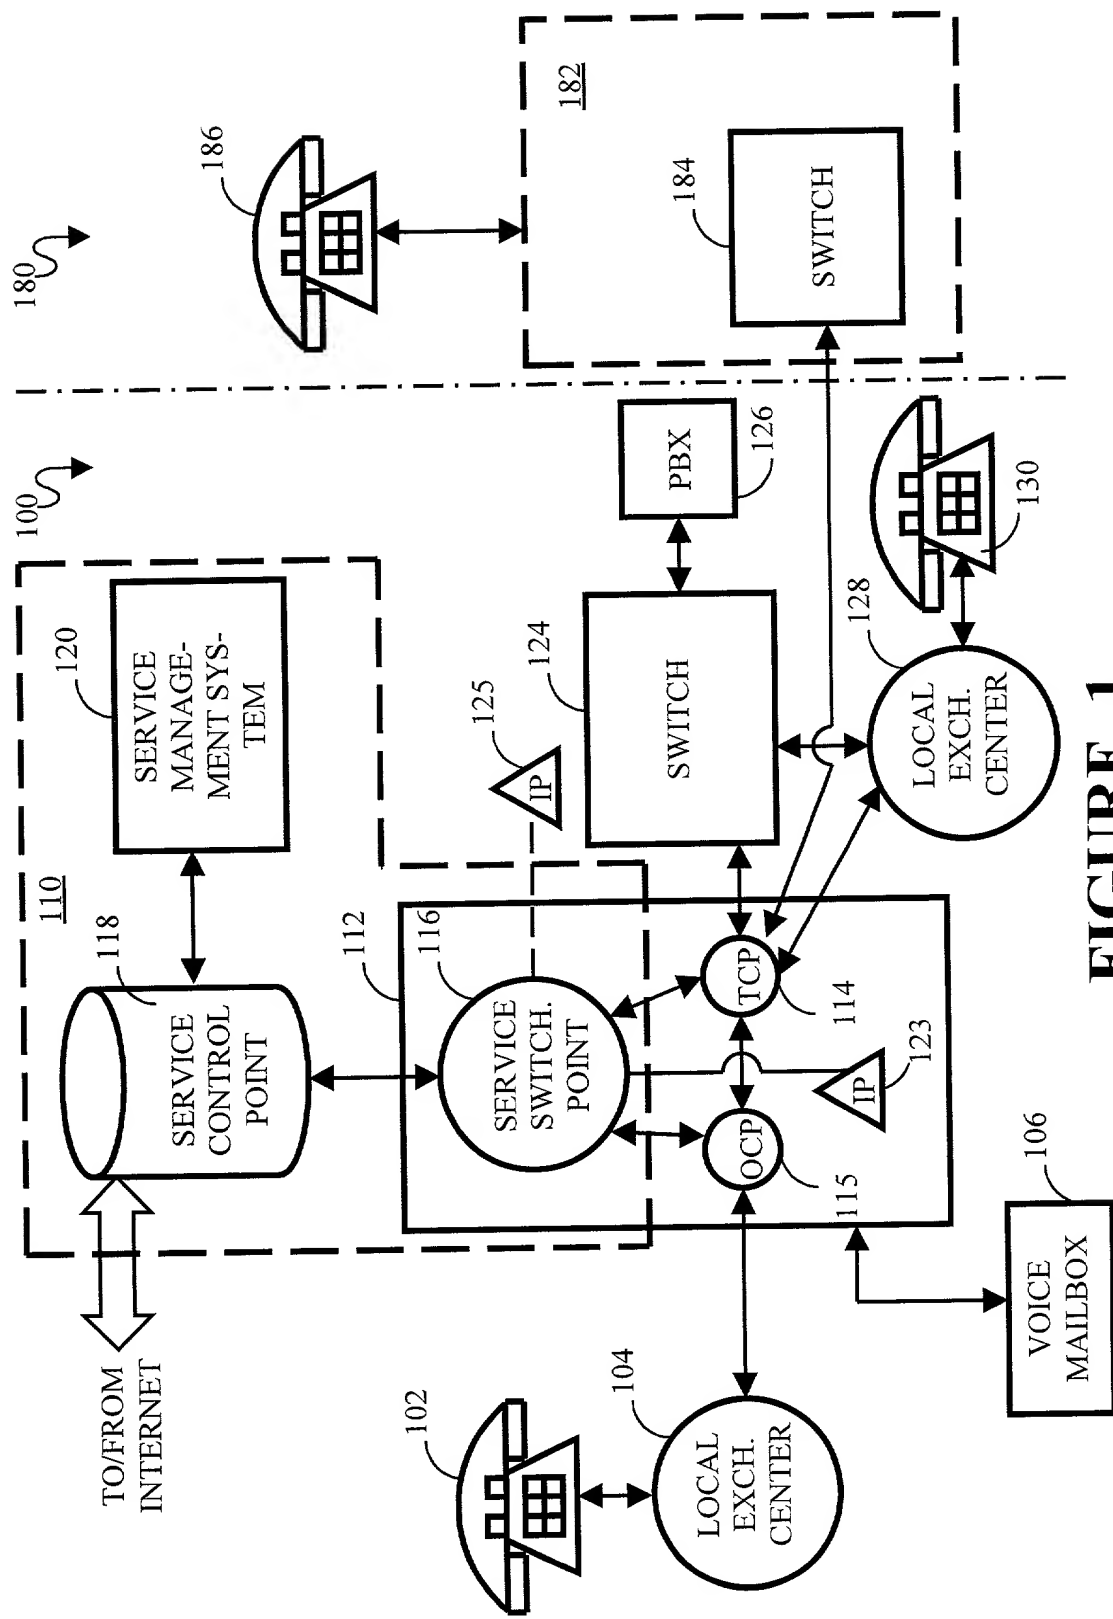 100
180
TO/FROM
INTERNET
110
118
SERVICE
CONTROL
POINT
120
SERVICE
MANAGE-
MENT SYS-
TEM
186
182
112
116
SERVICE
SWITCH.
POINT
125
IP
124
SWITCH
PBX
126
184
SWITCH
102
104
LOCAL
EXCH.
CENTER
OCP
115
TCP
114
IP
123
128
LOCAL
EXCH.
CENTER
130
106
VOICE
MAILBOX
FIGURE 1